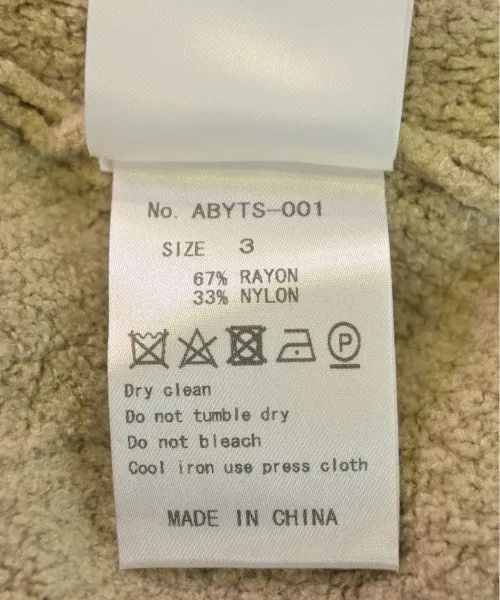 No. ABYTS-001
SIZE 3
67% RAYON
33% NYLON
P
Dry clean
Do not tumble dry
Do not bleach
Cool iron use press cloth
MADE IN CHINA